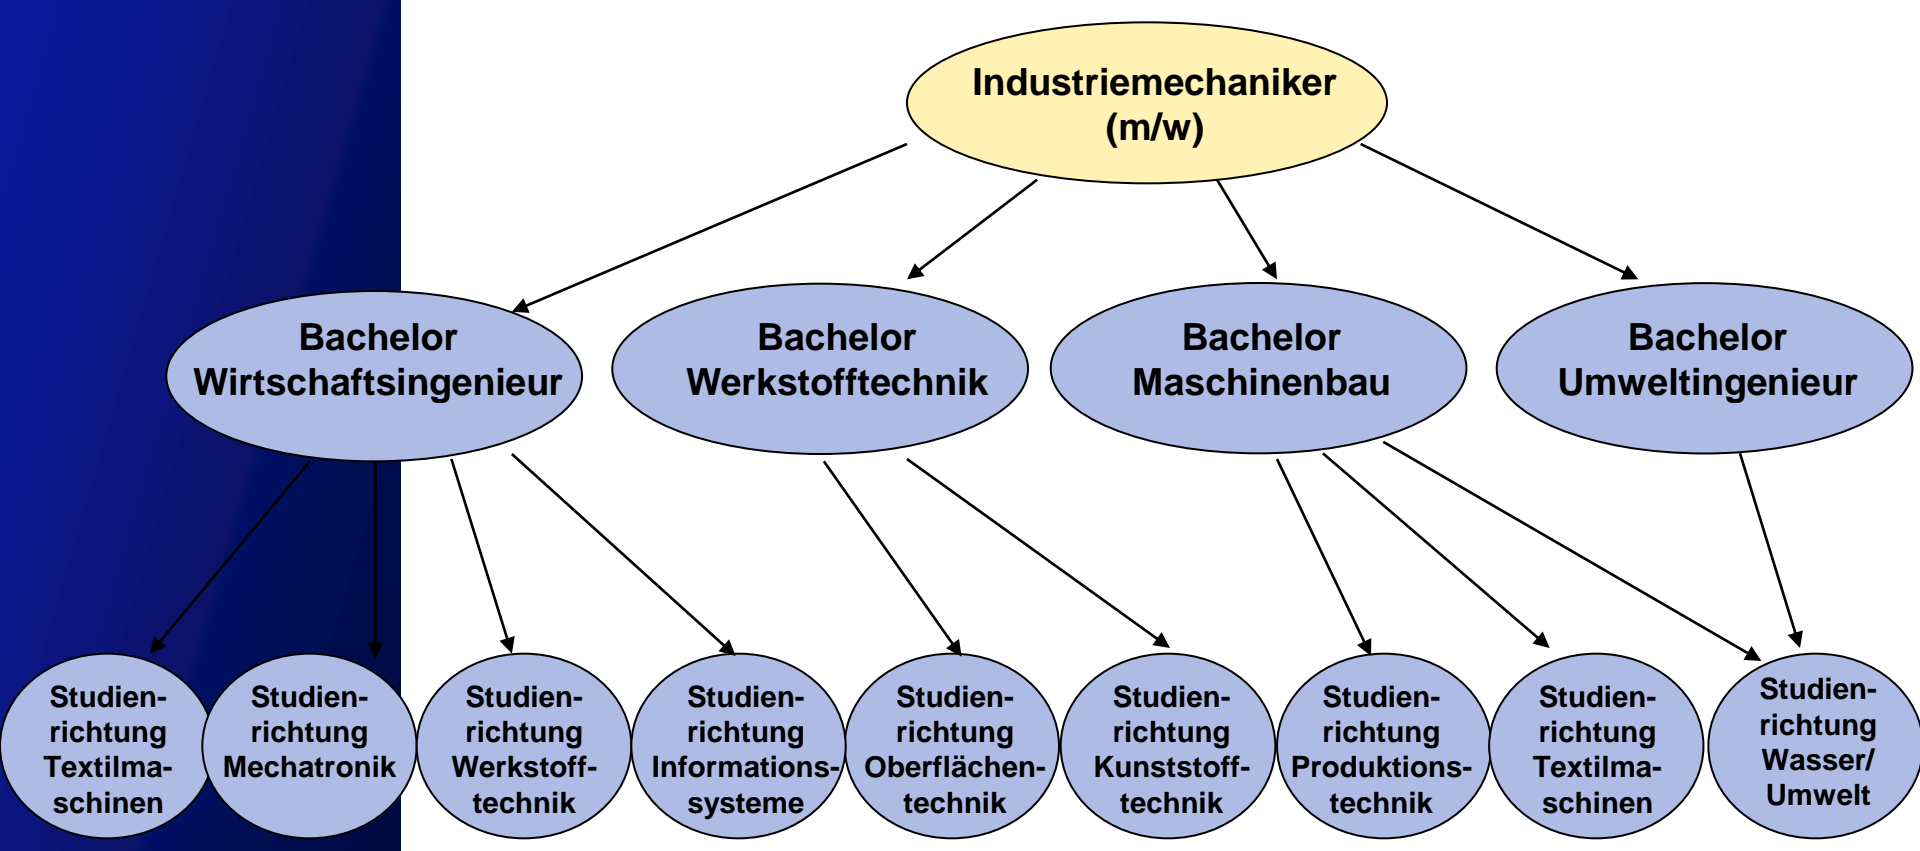 Industriemechaniker
(m/w)
Bachelor
Wirtschaftsingenieur
Bachelor
Werkstofftechnik
Bachelor
Maschinenbau
Bachelor
Umweltingenieur
Studien-
richtung
Textilma-
schinen
Studien-
richtung
Mechatronik
Studien-
richtung
Werkstoff-
technik
Studien-
richtung
Informations-
systeme
Studien-
richtung
Oberflächen-
technik
Studien-
richtung
Kunststoff-
technik
Studien-
richtung
Produktions-
technik
Studien-
richtung
Textilma-
schinen
Studien-
richtung
Wasser/
Umwelt